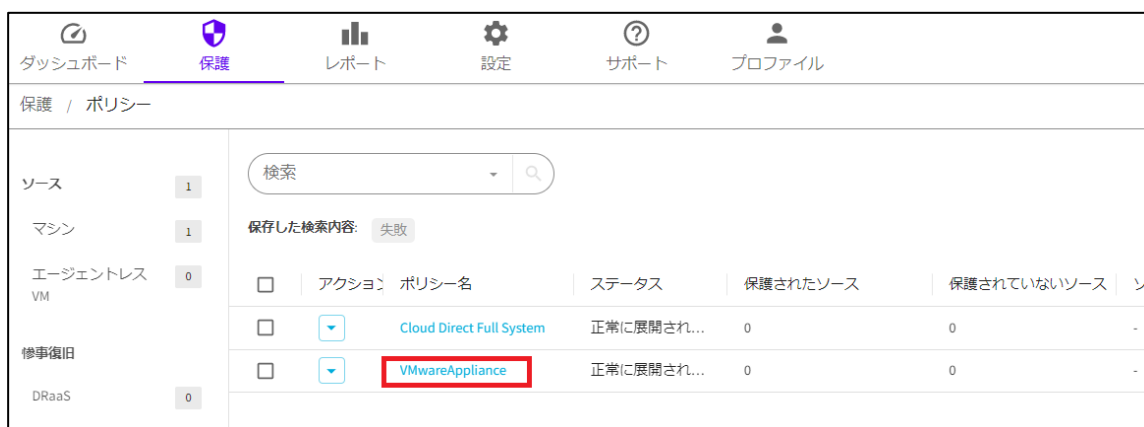 ダッシュボード 保護 レポート 設定 サポート プロファイル
保護 / ポリシー
検索
ソース 1
マシン 1
保存した検索内容: 失敗
エージェントレス VM 0
アクション ポリシー名 ステータス 保護されたソース 保護されていないソース ソ
Cloud Direct Full System 正常に展開され... 0 0 -
惨事復旧
VMwareAppliance 正常に展開され... 0 0 -
DRaaS 0